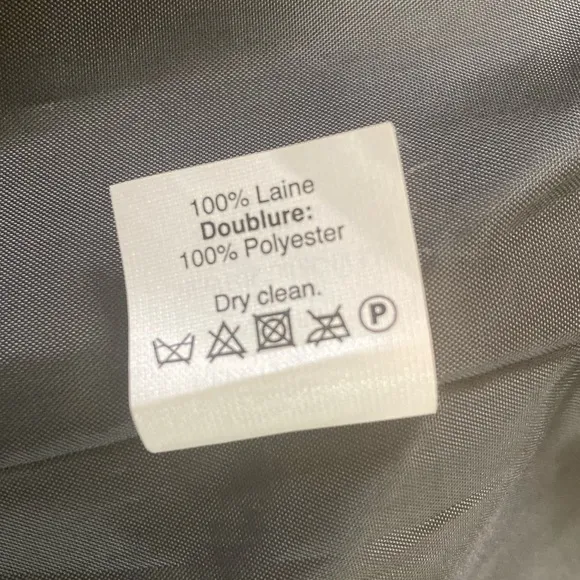 100% Laine
Doublure:
100% Polyester
Dry clean.
P